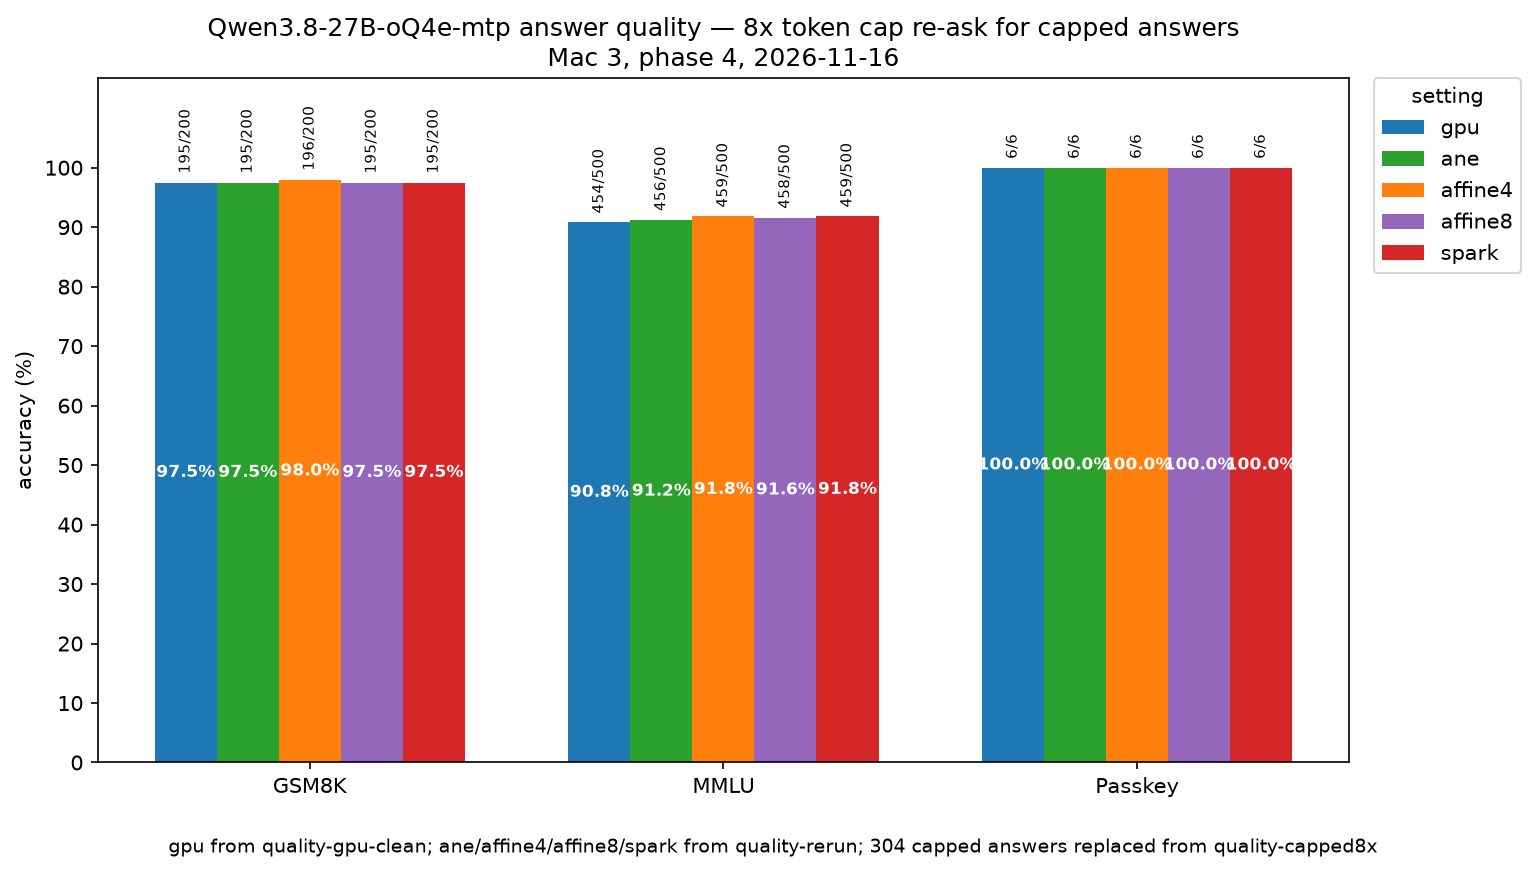 Qwen3.8-27B-oQ4e-mtp answer quality — 8x token cap re-ask for capped answers
Mac 3, phase 4, 2026-11-16
setting
gpu
ane
affine4
affine8
spark
accuracy (%)
100
90
80
70
60
50
40
30
20
10
0
195/200 195/200 196/200 195/200 195/200
454/500 456/500 459/500 458/500 459/500
6/6 6/6 6/6 6/6 6/6
97.5% 97.5% 98.0% 97.5% 97.5%
90.8% 91.2% 91.8% 91.6% 91.8%
100.0% 100.0% 100.0% 100.0% 100.0%
GSM8K MMLU Passkey
gpu from quality-gpu-clean; ane/affine4/affine8/spark from quality-rerun; 304 capped answers replaced from quality-capped8x